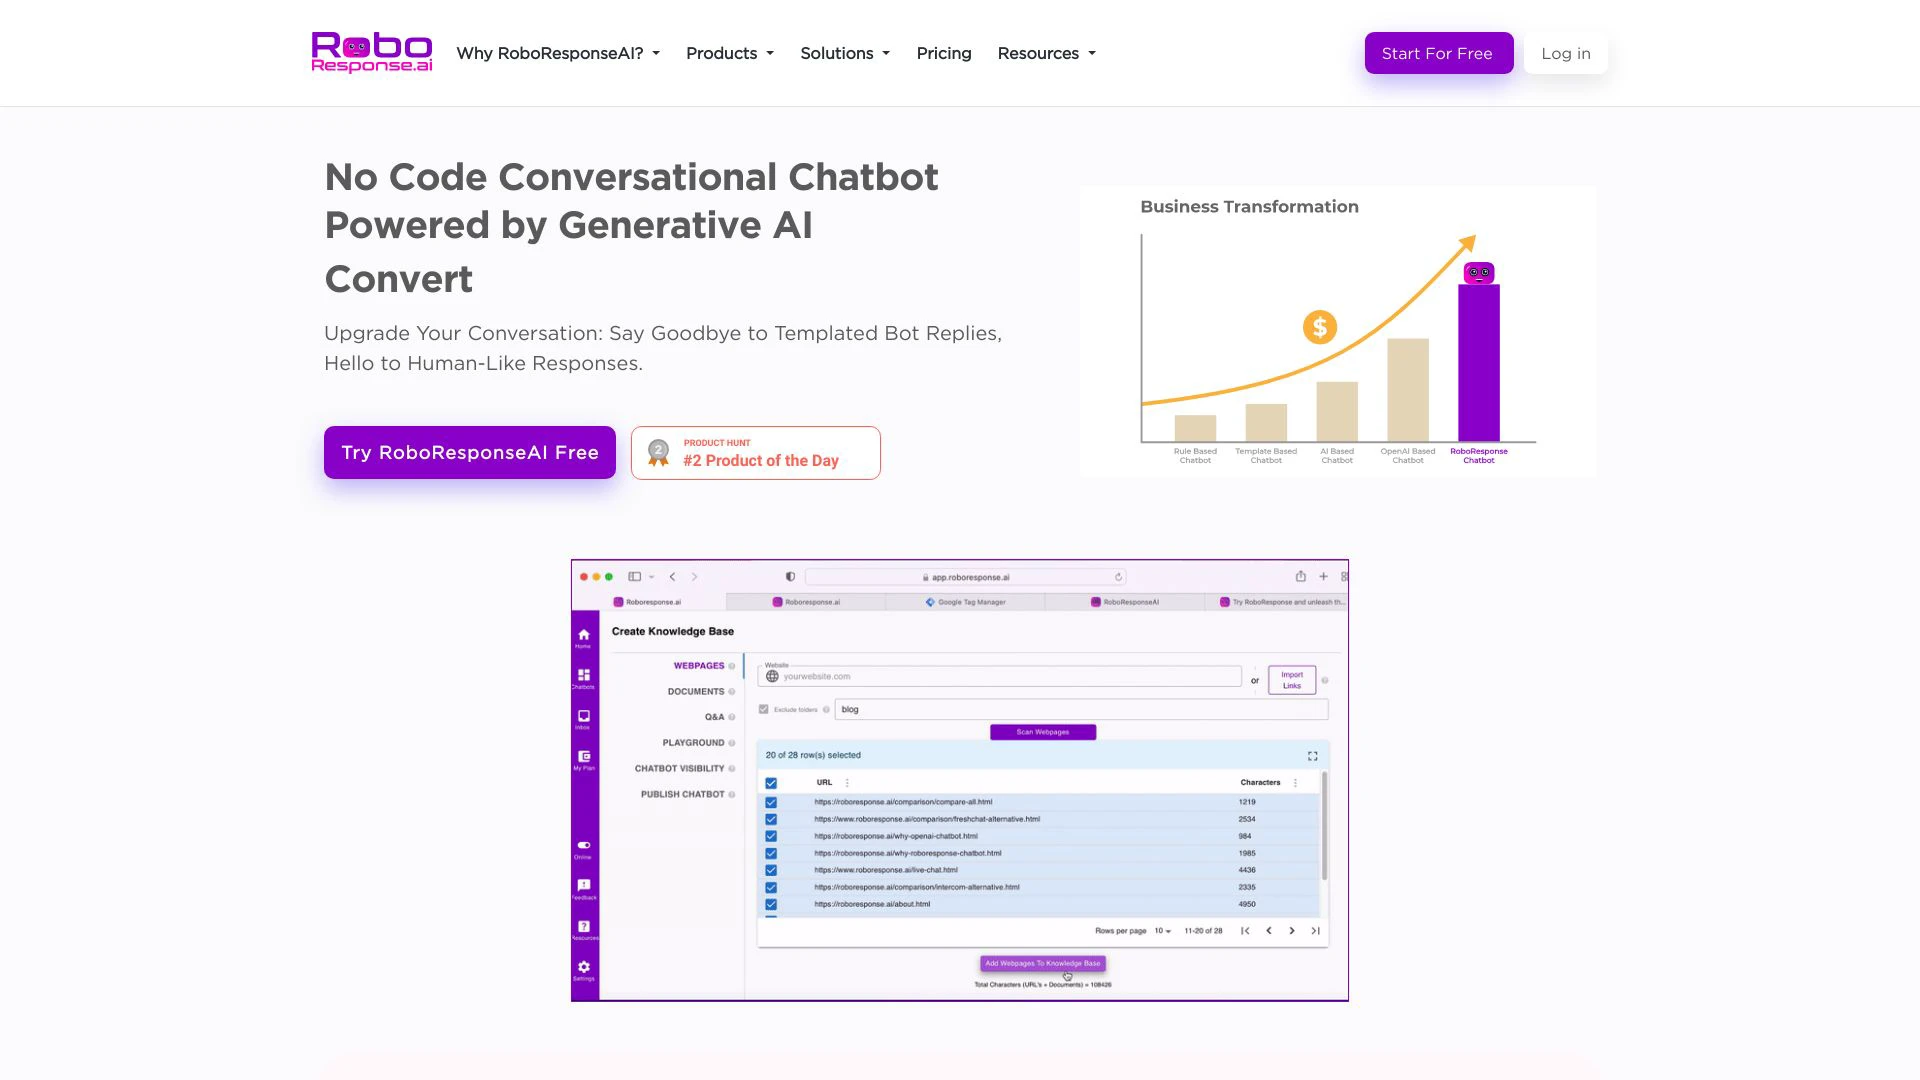 Robo
Response.ai
Why RoboResponseAI?
Products
Solutions
Pricing
Resources
Start For Free
Log in
No Code Conversational Chatbot
Powered by Generative AI
Convert
Upgrade Your Conversation: Say Goodbye to Templated Bot Replies,
Hello to Human-Like Responses.
Try RoboResponseAI Free
2
PRODUCT HUNT
#2 Product of the Day
Business Transformation
$
Rule Based
Chatbot
Template Based
Chatbot
AI Based
Chatbot
OpenAI Based
Chatbot
RoboResponse
Chatbot
app.roboresponse.ai
Roboresponse.ai
Roboresponse.ai
Google Tag Manager
RoboResponseAI
Try RoboResponse and unleash th...
Home
Chatbots
Inbox
My Plan
Online
Feedback
Resources
Settings
Create Knowledge Base
WEBPAGES
DOCUMENTS
Q&A
PLAYGROUND
CHATBOT VISIBILITY
PUBLISH CHATBOT
Website
yourwebsite.com
or
Import
Links
Exclude folders
blog
Scan Webpages
20 of 28 row(s) selected
URL
Characters
https://roboresponse.ai/comparison/compare-all.html 1219
https://www.roboresponse.ai/comparison/freshchat-alternative.html 2534
https://roboresponse.ai/why-openai-chatbot.html 984
https://roboresponse.ai/why-roboresponse-chatbot.html 1985
https://www.roboresponse.ai/live-chat.html 4436
https://roboresponse.ai/comparison/intercom-alternative.html 2335
https://roboresponse.ai/about.html 4950
Rows per page 10 11-20 of 28
Add Webpages To Knowledge Base
Total Characters (URL's + Documents) = 108426